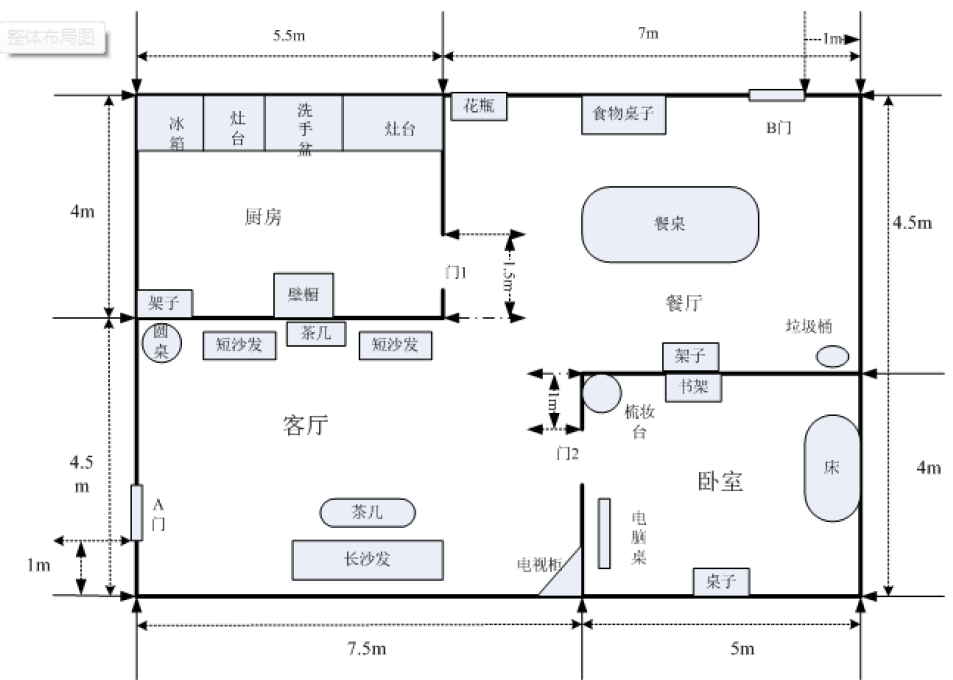 整体布局图
5.5m
7m
1m
冰
箱
灶
台
洗
手
盆
灶台
花瓶
食物桌子
B门
4m
厨房
餐桌
4.5m
门1
1.5m
架子
壁橱
餐厅
垃圾桶
圆
桌
短沙发
茶几
短沙发
架子
书架
1m
梳妆
台
客厅
门2
4.5
m
卧室
床
4m
A
门
茶几
电
脑
桌
长沙发
电视柜
桌子
1m
7.5m
5m